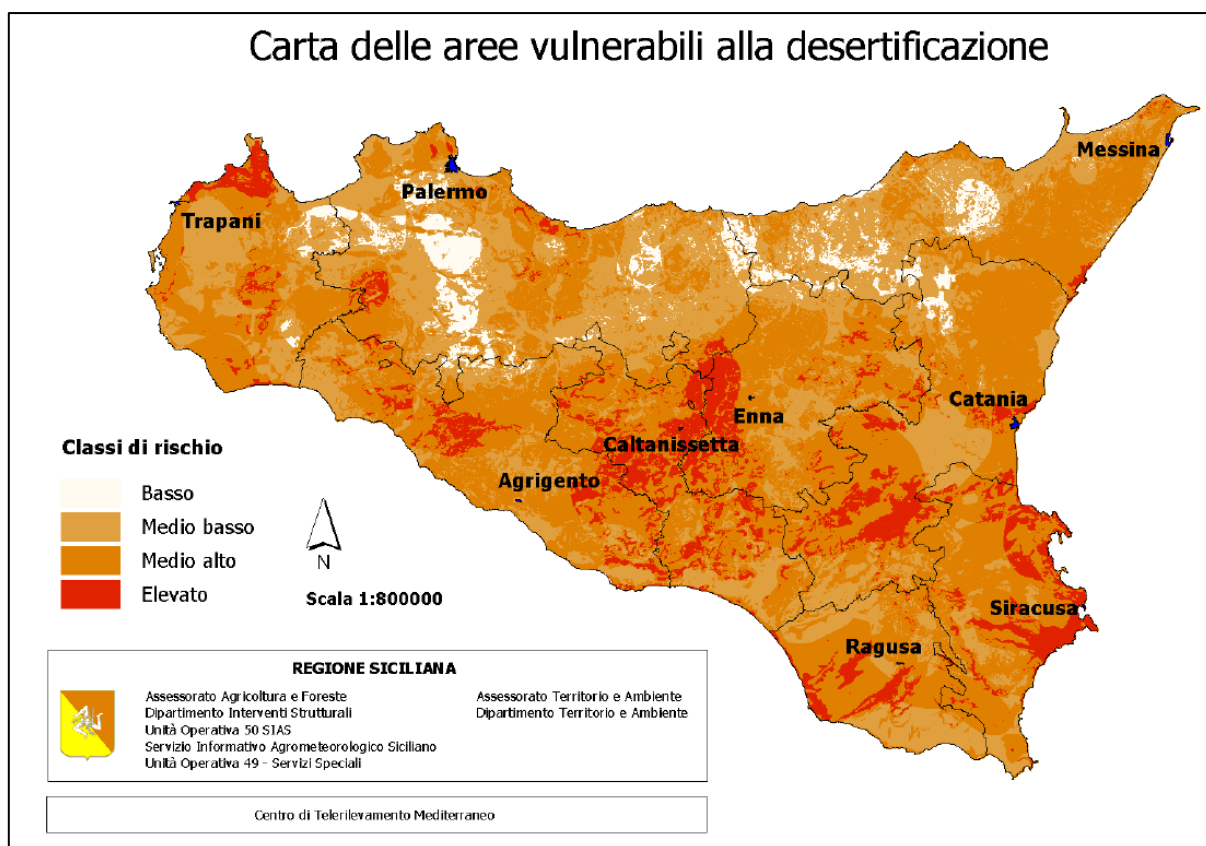 Carta delle aree vulnerabili alla desertificazione
Messina
Palermo
Trapani
Catania
Enna
Caltanissetta
Agrigento
Siracusa
Ragusa
Classi di rischio
Basso
Medio basso
Medio alto
Elevato
N
Scala 1:800000
REGIONE SICILIANA
Assessorato Agricoltura e Foreste
Dipartimento Interventi Strutturali
Unità Operativa 50 SIAS
Servizio Informativo Agrometeorologico Siciliano
Unità Operativa 49 - Servizi Speciali
Assessorato Territorio e Ambiente
Dipartimento Territorio e Ambiente
Centro di Telerilevamento Mediterraneo